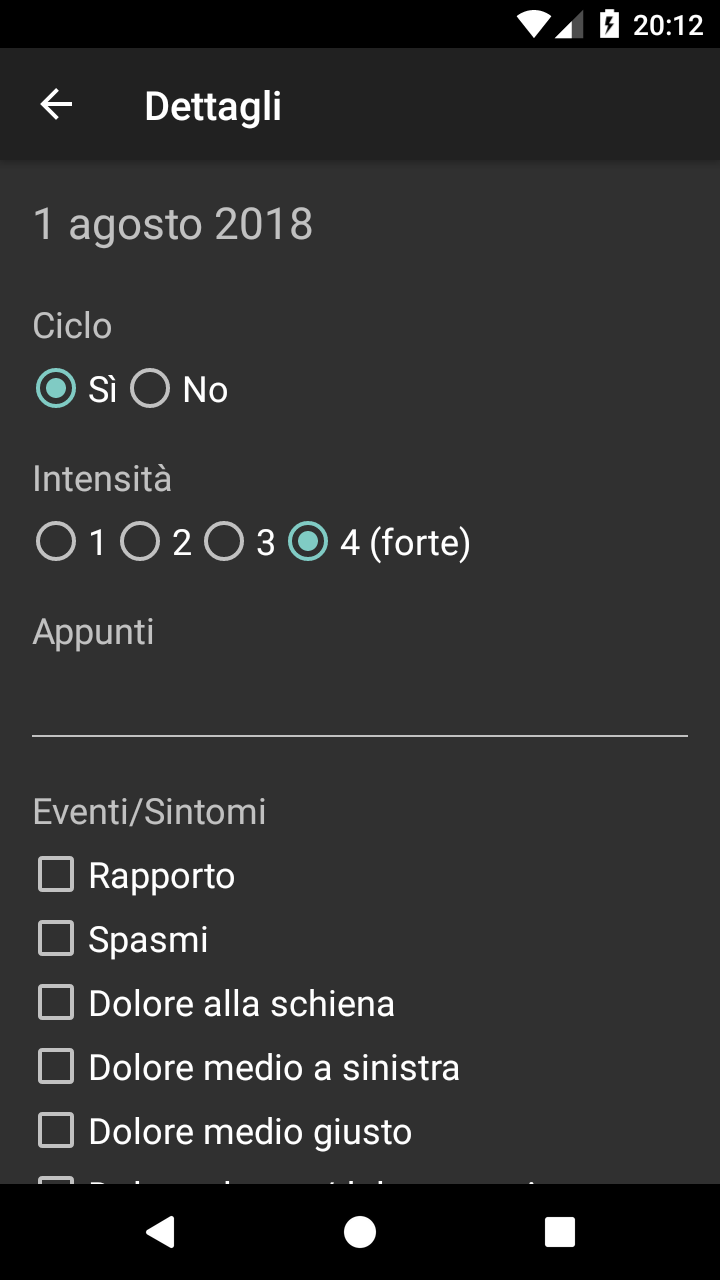 20:12
Dettagli
1 agosto 2018
Ciclo
Sì No
Intensità
1 2 3 4 (forte)
Appunti
Eventi/Sintomi
Rapporto
Spasmi
Dolore alla schiena
Dolore medio a sinistra
Dolore medio giusto